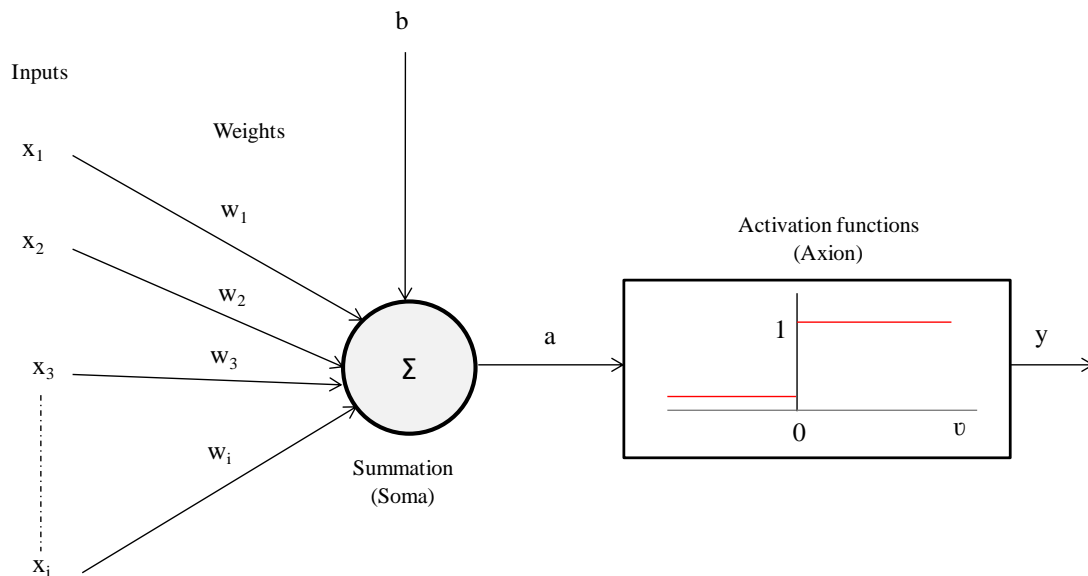 b
Inputs
Weights
x₁
w₁
x₂
Activation functions
(Axion)
w₂
1
a
y
w₃
x₃
Σ
0
υ
wᵢ
Summation
(Soma)
xᵢ